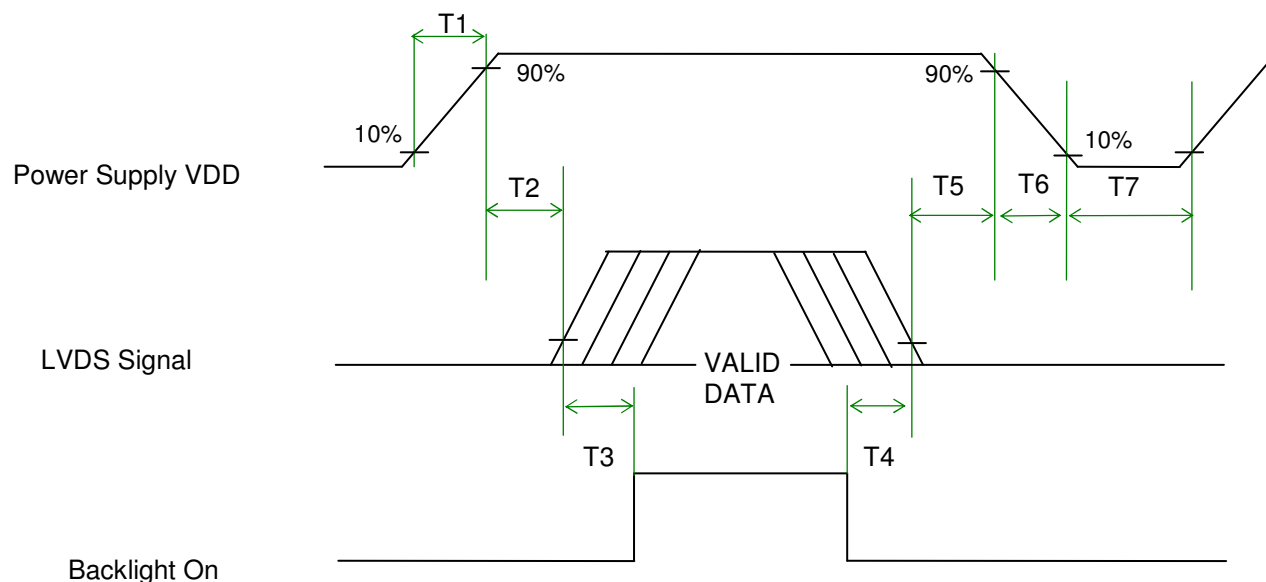 T1
90%
90%
10%
10%
Power Supply VDD
T2
T5
T6
T7
LVDS Signal
VALID
DATA
T3
T4
Backlight On